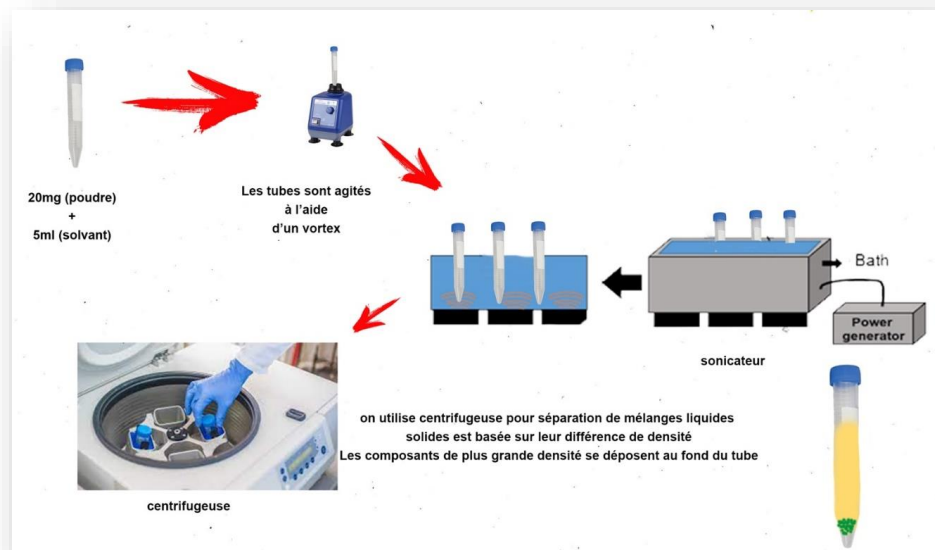 20mg (poudre)
+
5ml (solvant)
Les tubes sont agités
à l'aide
d'un vortex
Bath
Power
generator
sonicateur
on utilise centrifugeuse pour séparation de mélanges liquides
solides est basée sur leur différence de densité
Les composants de plus grande densité se déposent au fond du tube
centrifugeuse